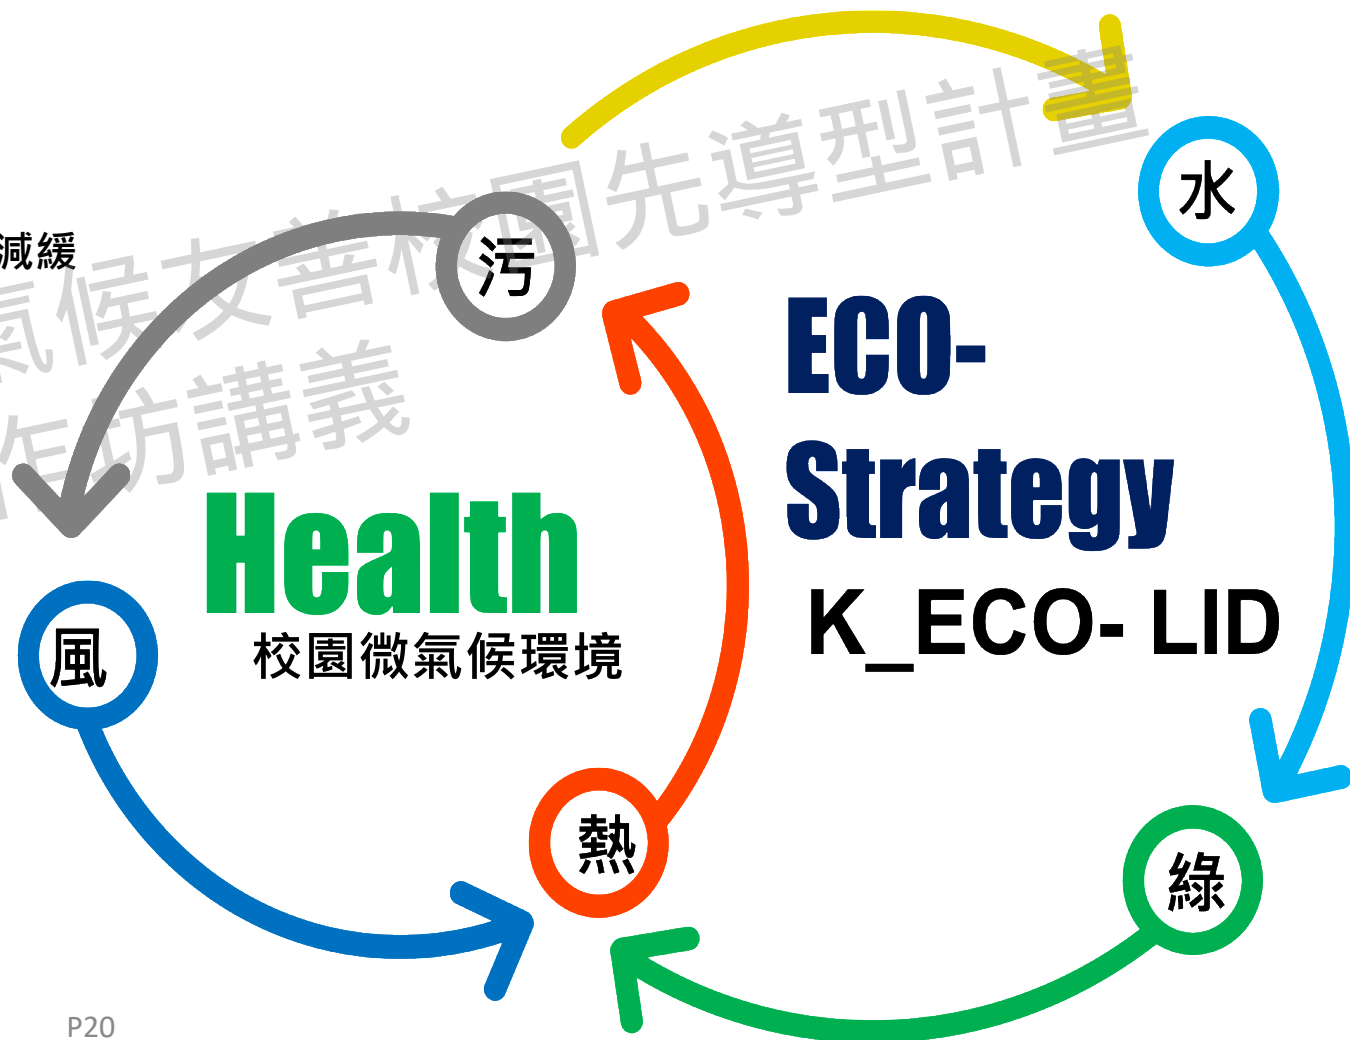 氣候友善校園先導型計畫
作坊講義
水
污
減緩
ECO-
Strategy
K_ECO- LID
Health
校園微氣候環境
風
熱
綠
P20